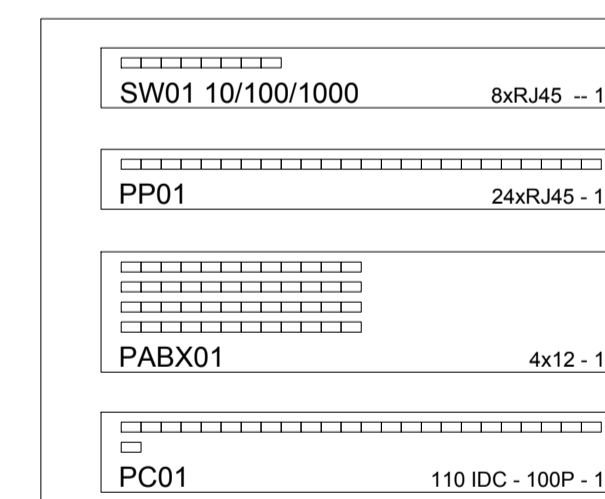 SW01 10/100/1000 8xRJ45 -- 1
PP01 24xRJ45 - 1
PABX01 4x12 - 1
PC01 110 IDC - 100P - 1